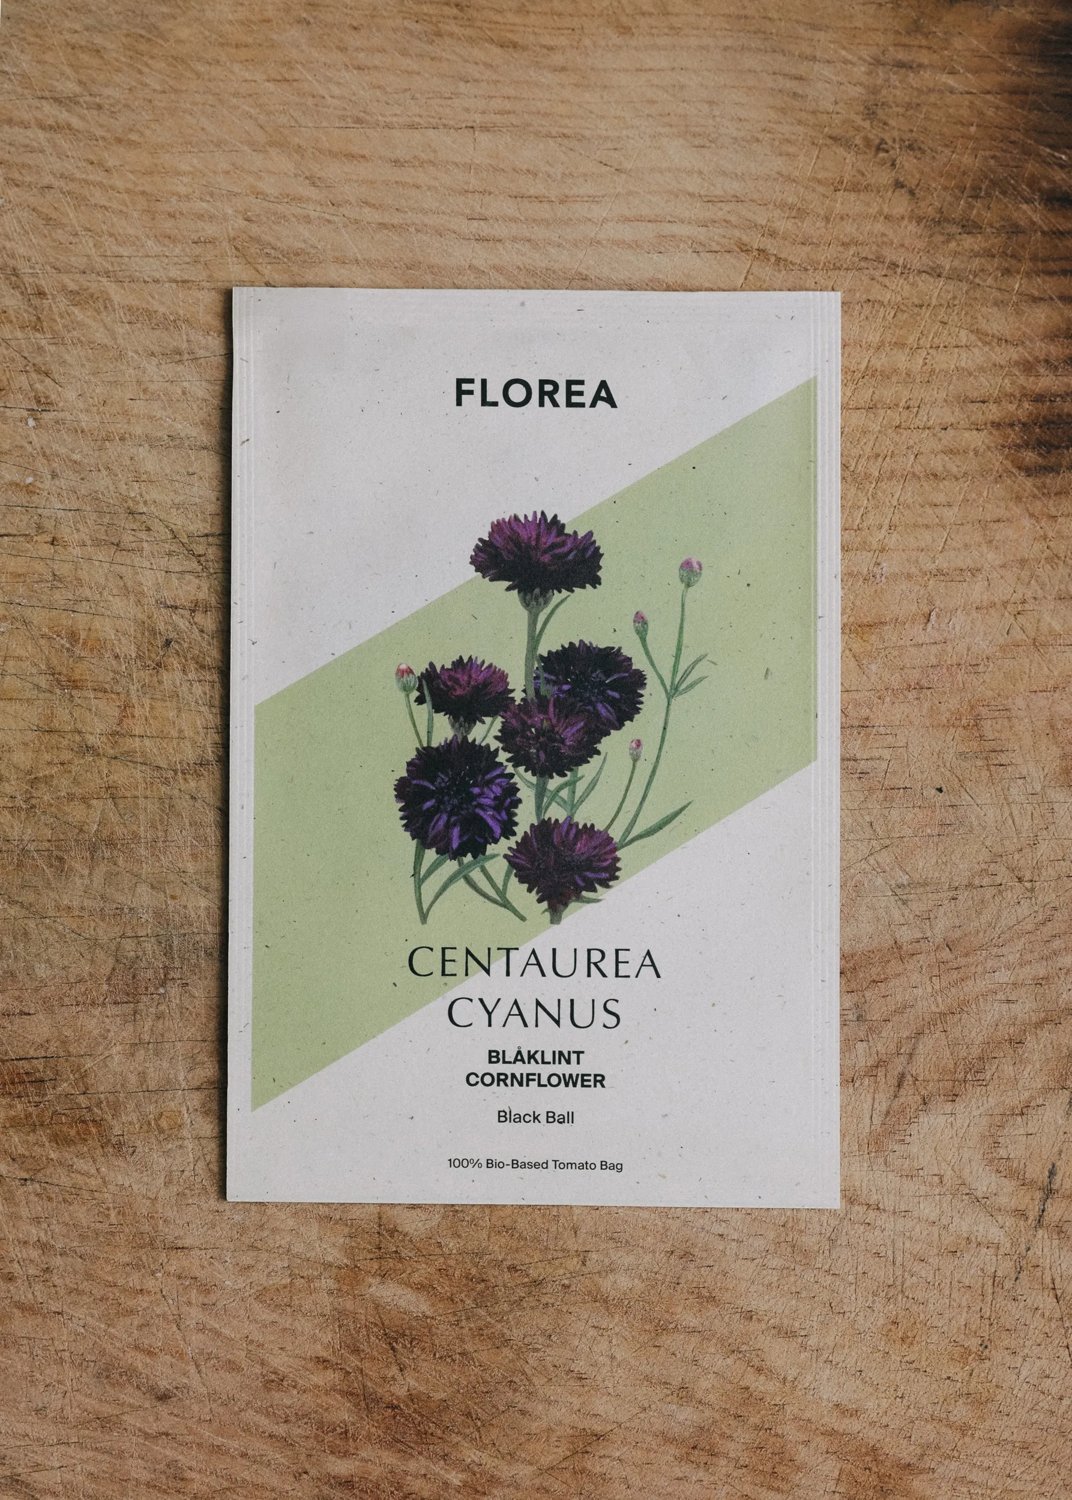 FLOREA
CENTAUREA
CYANUS
BLÅKLINT
CORNFLOWER
Black Ball
100% Bio-Based Tomato Bag